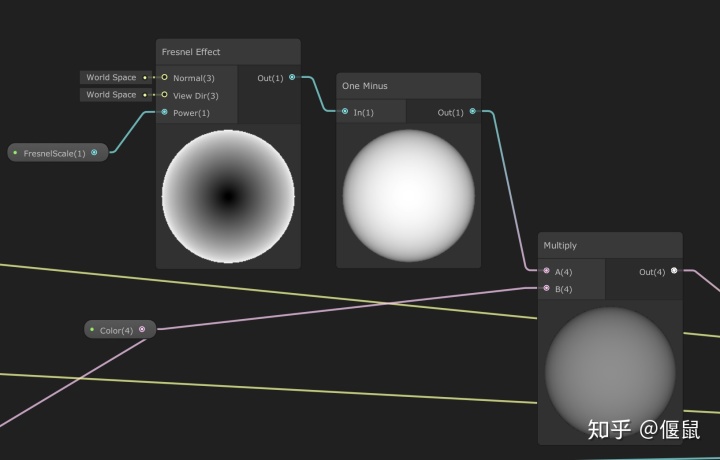 Fresnel Effect
World Space
Normal(3)
Out(1)
World Space
View Dir(3)
Power(1)
FresnelScale(1)
One Minus
In(1)
Out(1)
Multiply
A(4)
Out(4)
B(4)
Color(4)
知乎 @偃鼠